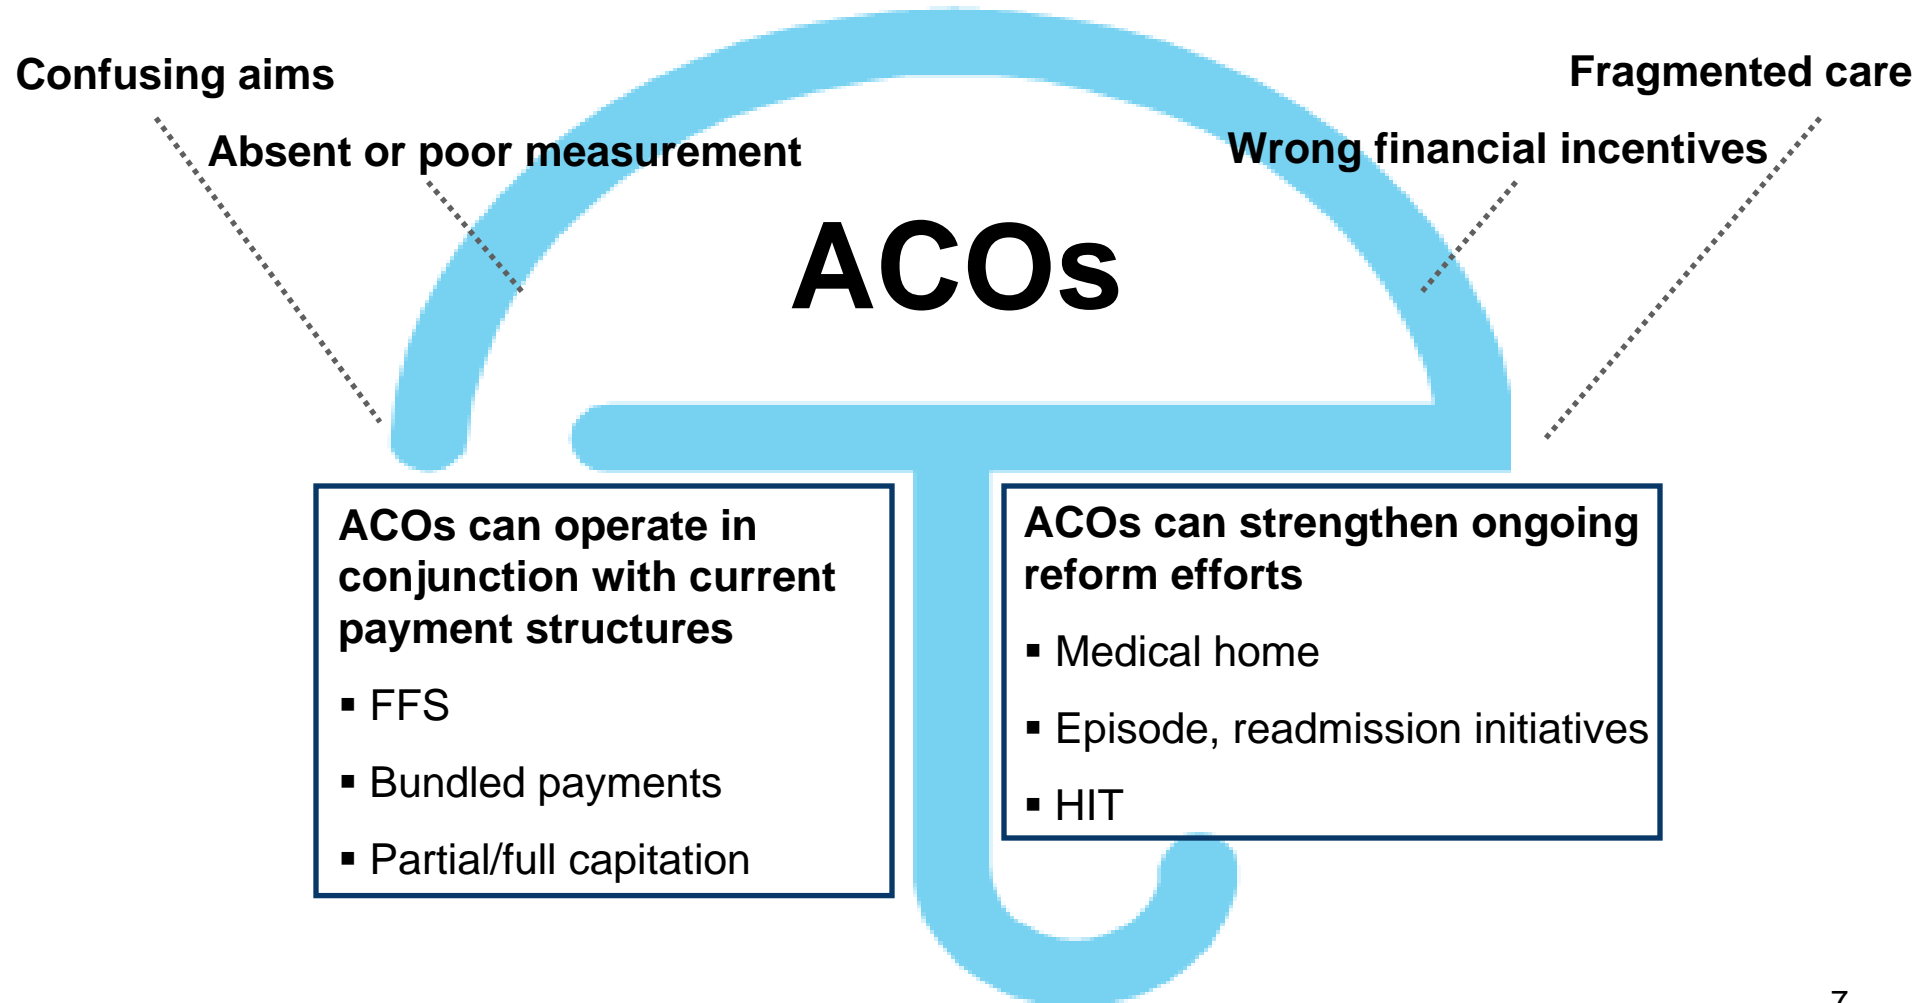 Confusing aims
Fragmented care
Absent or poor measurement
Wrong financial incentives
ACOs
ACOs can operate in
conjunction with current
payment structures
▪ FFS
▪ Bundled payments
▪ Partial/full capitation
ACOs can strengthen ongoing
reform efforts
▪ Medical home
▪ Episode, readmission initiatives
▪ HIT
7